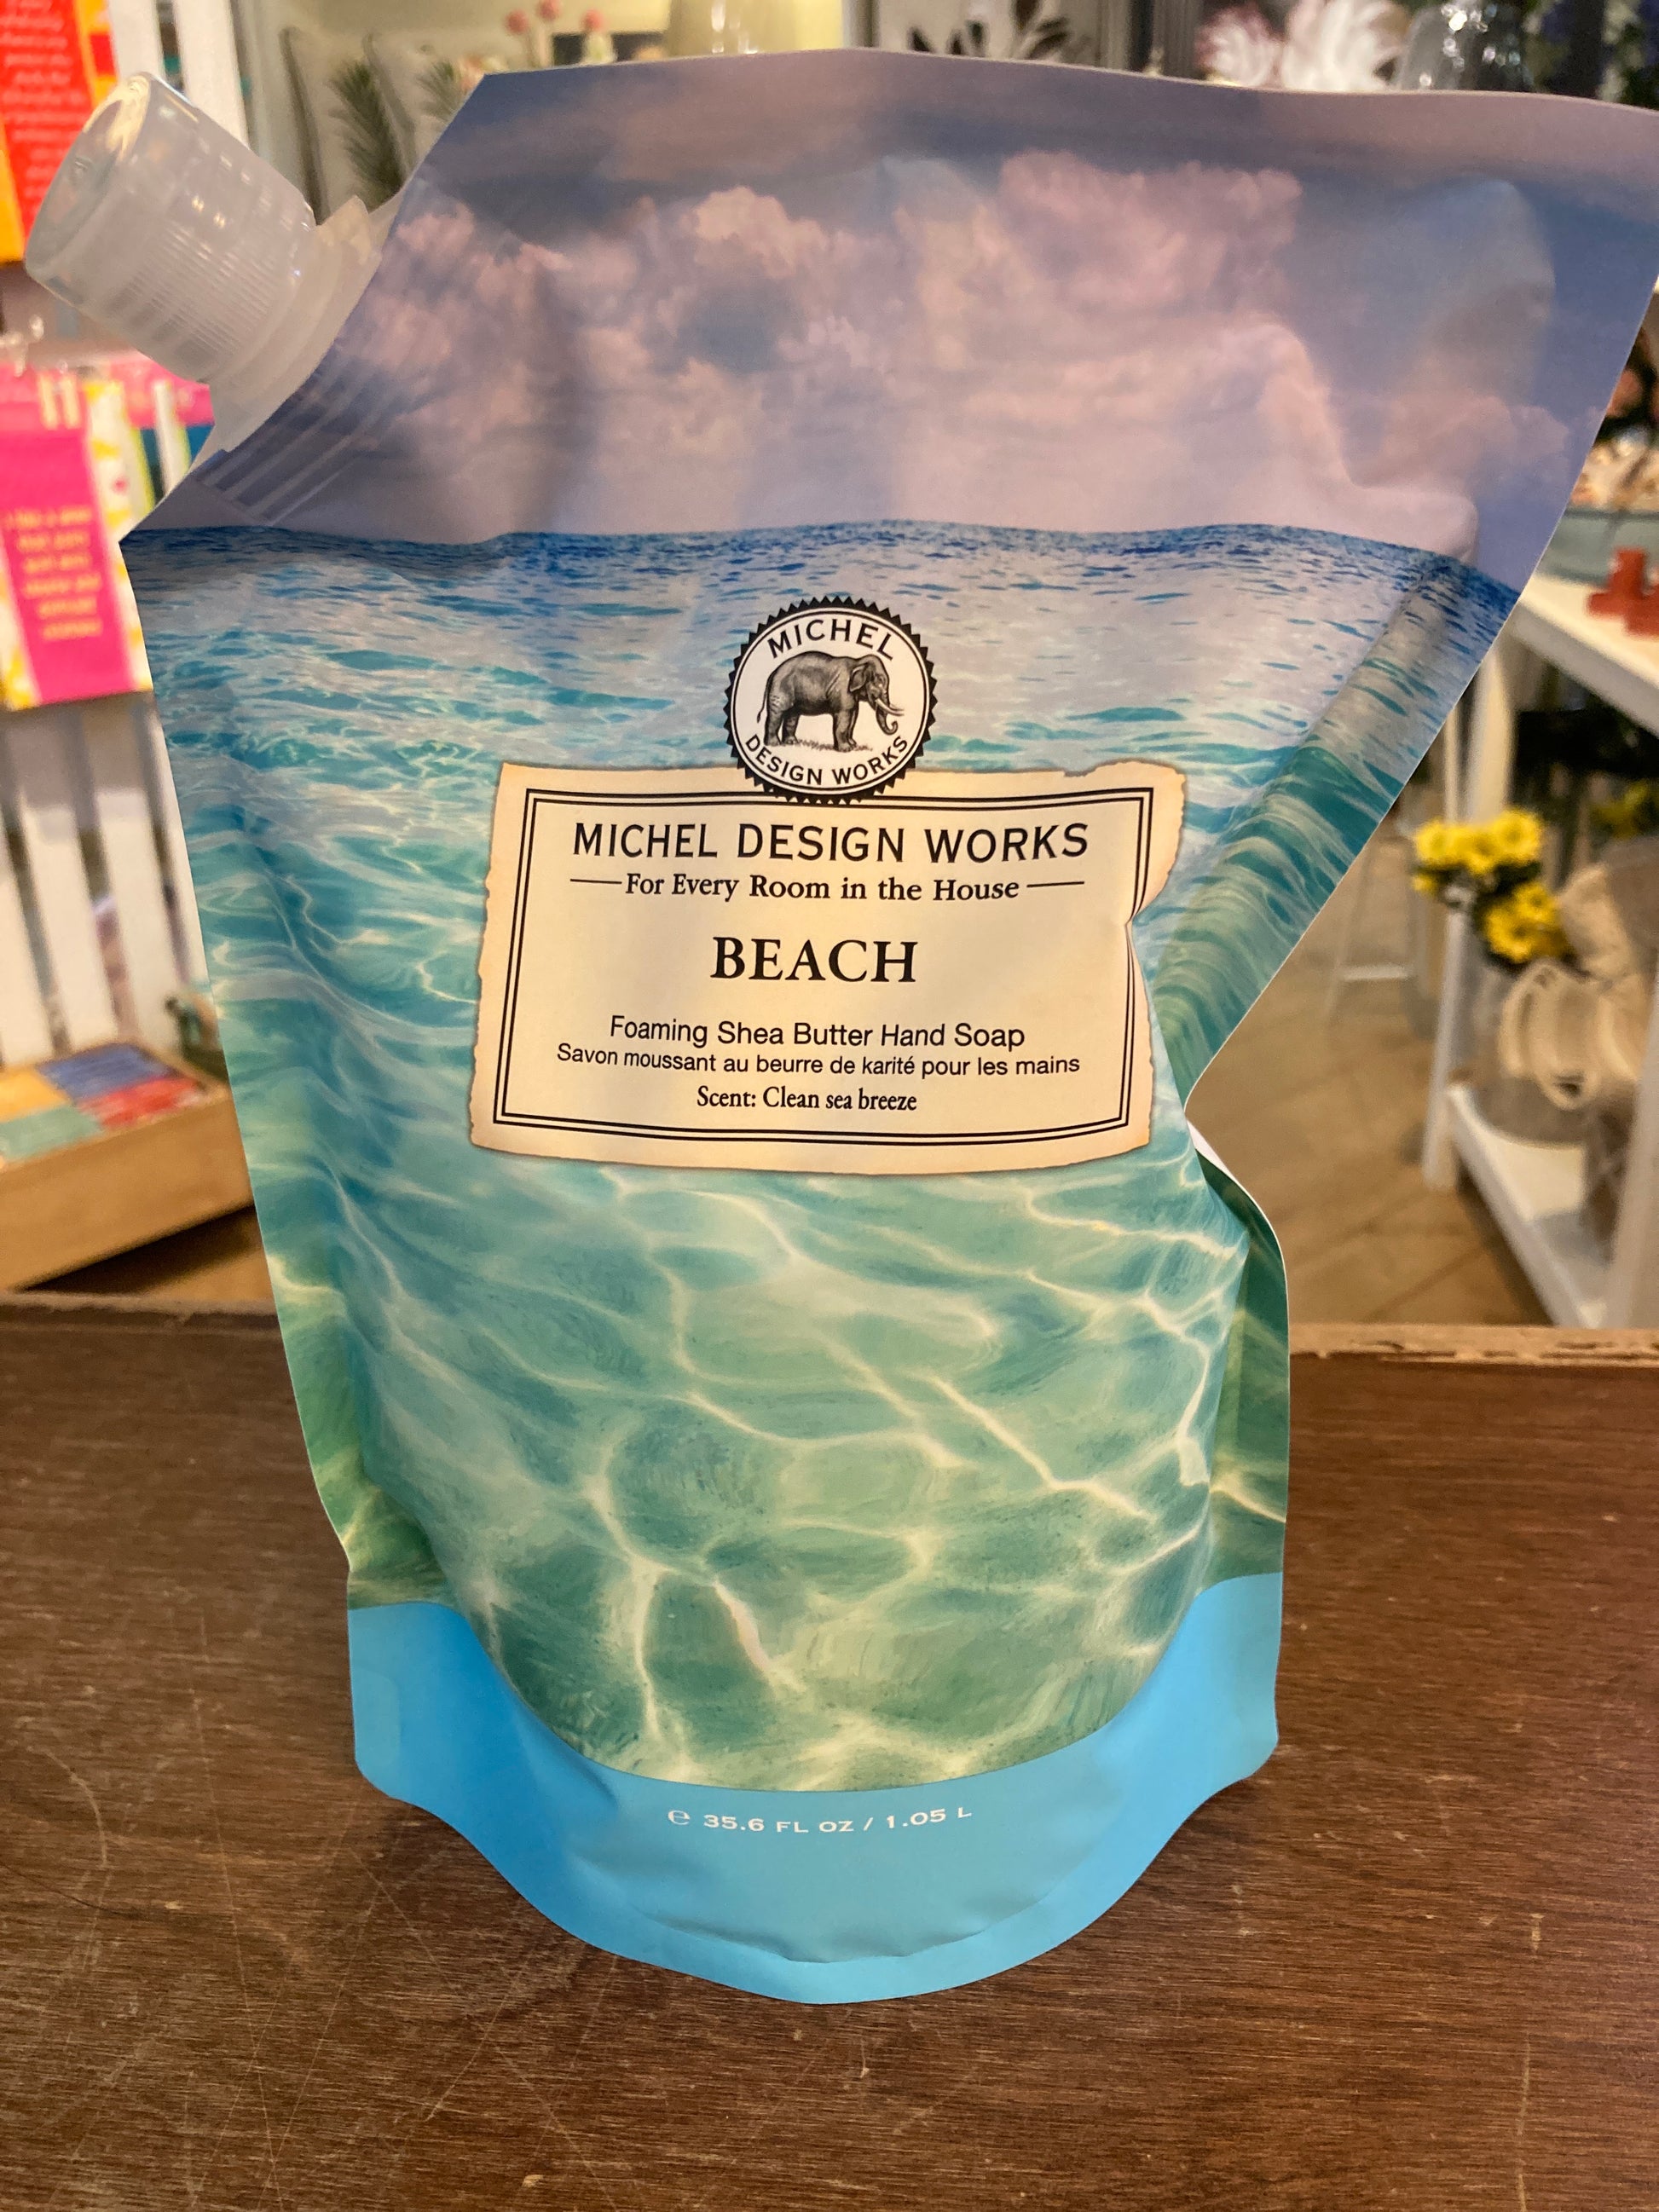 MICHEL
DESIGN WORKS
MICHEL DESIGN WORKS
For Every Room in the House
BEACH
Foaming Shea Butter Hand Soap
Savon moussant au beurre de karité pour les mains
Scent: Clean sea breeze
℮ 35.6 FL OZ / 1.05 L